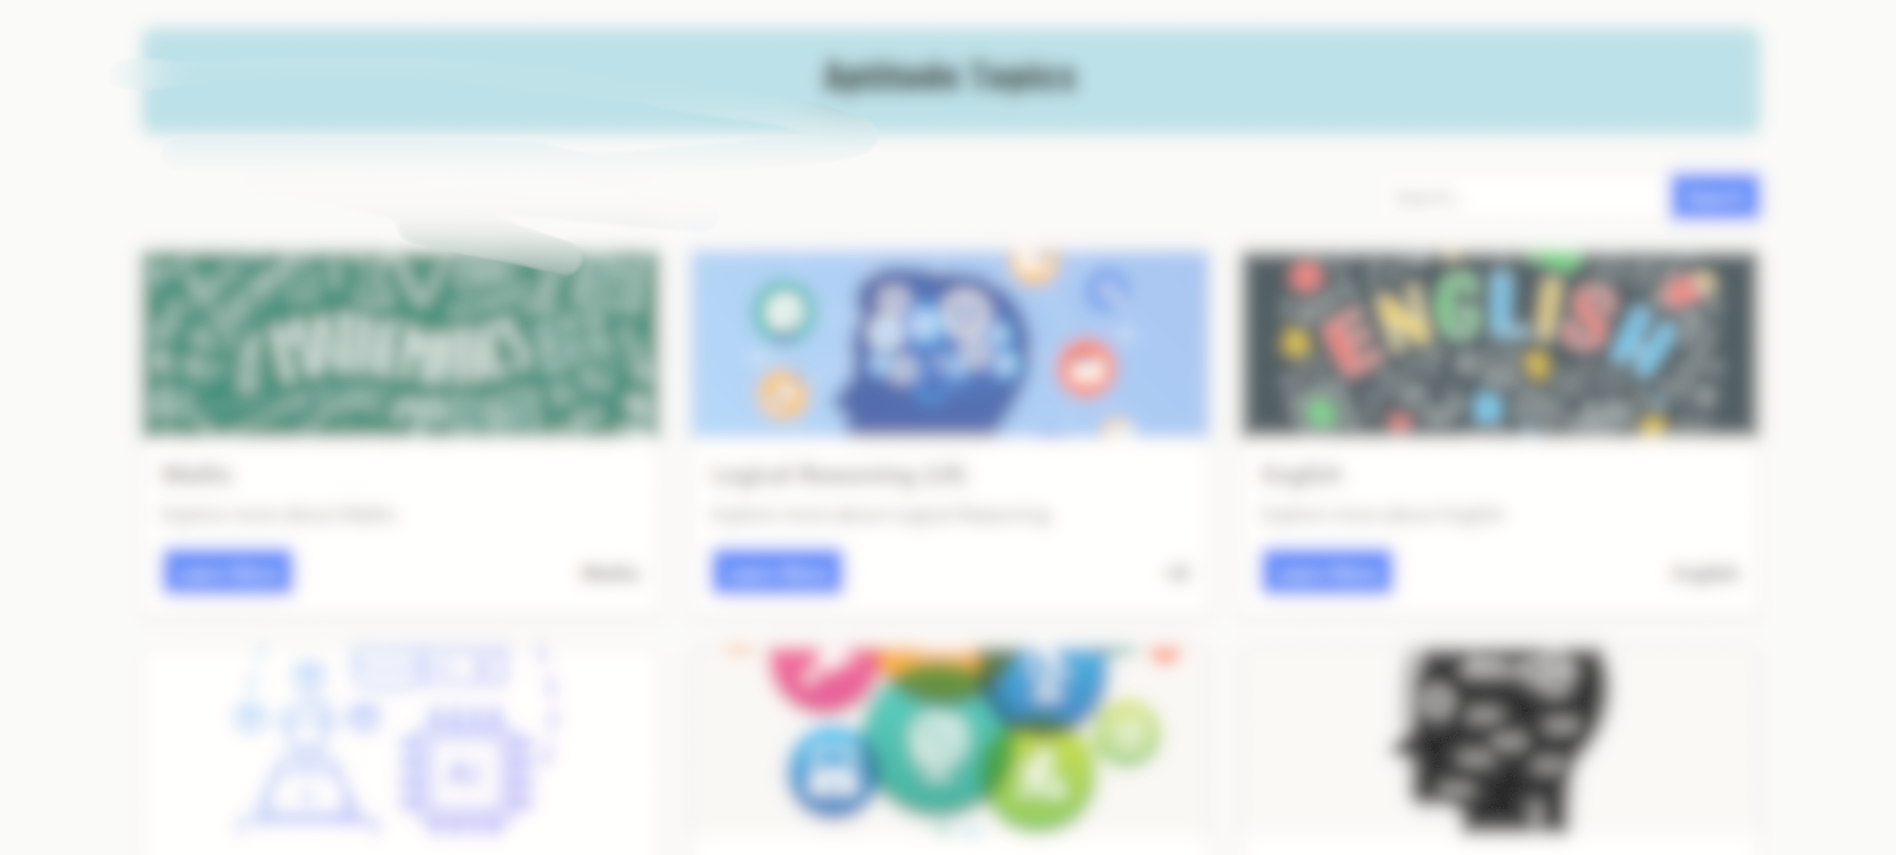 Aptitude Topics
Search...
Search
ENGLISH
Maths
Logical Reasoning (LR)
English
Explore more about Maths
Explore more about Logical Reasoning
Explore more about English
Learn More
Maths
Learn More
LR
Learn More
English